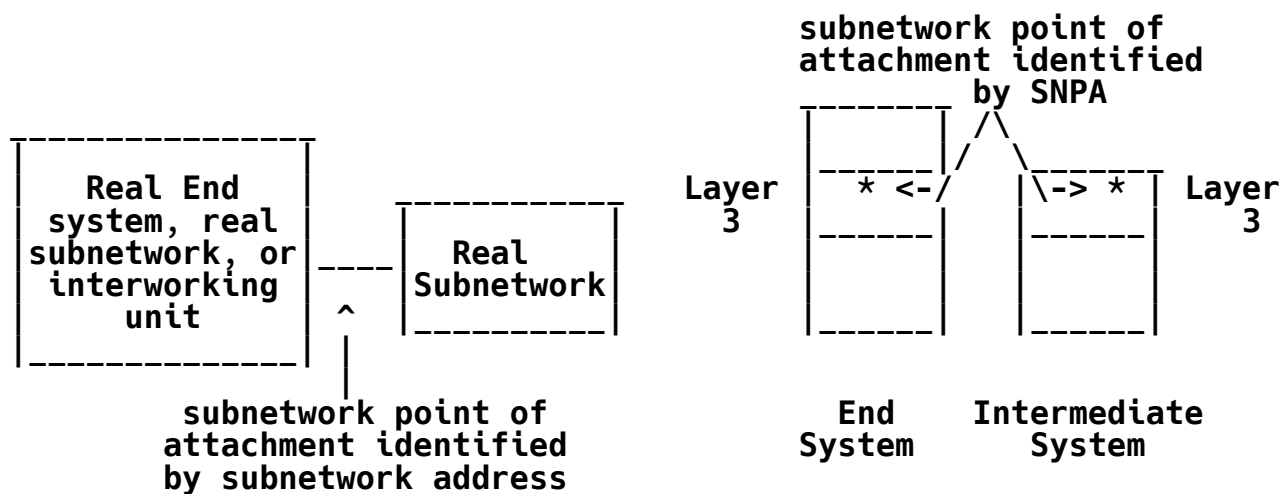 Real End
system, real
subnetwork, or
interworking
unit
Real
Subnetwork
subnetwork point of
attachment identified
by subnetwork address
subnetwork point of
attachment identified
by SNPA
Layer
3
* <-/
\-> *
Layer
3
End
System
Intermediate
System